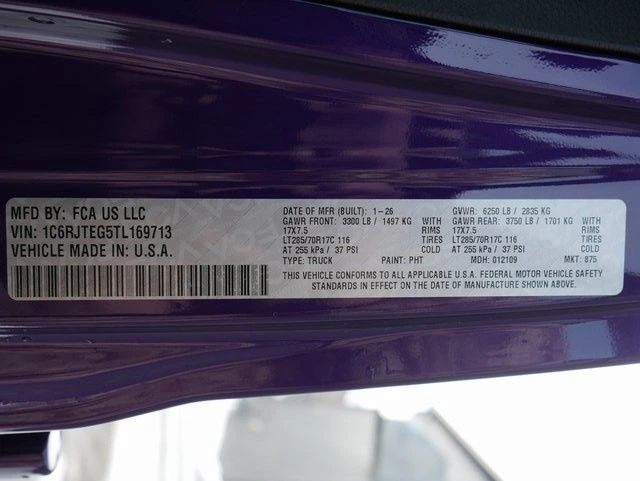 MFD BY: FCA US LLC
VIN: 1C6RJTEG5TL169713
VEHICLE MADE IN: U.S.A.
DATE OF MFR (BUILT): 1-26 GVWR: 6250 LB / 2835 KG
GAWR FRONT: 3300 LB / 1497 KG GAWR REAR: 3750 LB / 1701 KG
17X7.5 RIMS 17X7.5 RIMS
LT285/70R17C 116 TIRES LT285/70R17C 116 TIRES
AT 255 kPa / 37 PSI COLD AT 255 kPa / 37 PSI COLD
TYPE: TRUCK PAINT: PHT MDH: 012109 MKT: 875
THIS VEHICLE CONFORMS TO ALL APPLICABLE U.S.A. FEDERAL MOTOR VEHICLE SAFETY
STANDARDS IN EFFECT ON THE DATE OF MANUFACTURE SHOWN ABOVE.